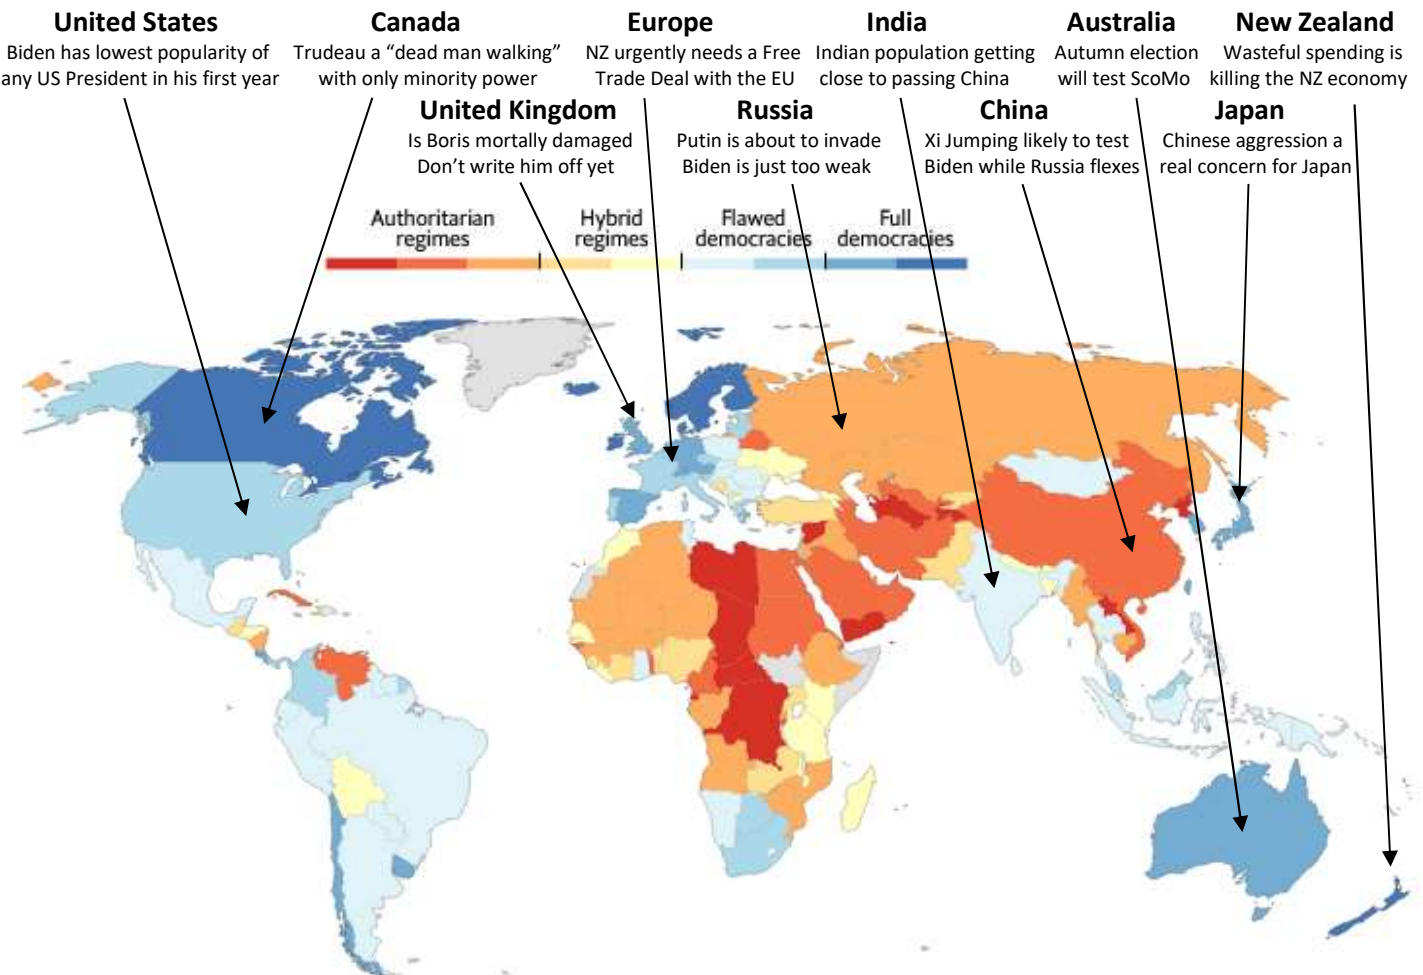 United States
Biden has lowest popularity of
any US President in his first year
Canada
Trudeau a “dead man walking”
with only minority power
Europe
NZ urgently needs a Free
Trade Deal with the EU
India
Indian population getting
close to passing China
Australia
Autumn election
will test ScoMo
New Zealand
Wasteful spending is
killing the NZ economy
United Kingdom
Is Boris mortally damaged
Don’t write him off yet
Russia
Putin is about to invade
Biden is just too weak
China
Xi Jumping likely to test
Biden while Russia flexes
Japan
Chinese aggression a
real concern for Japan
Authoritarian
regimes
Hybrid
regimes
Flawed
democracies
Full
democracies